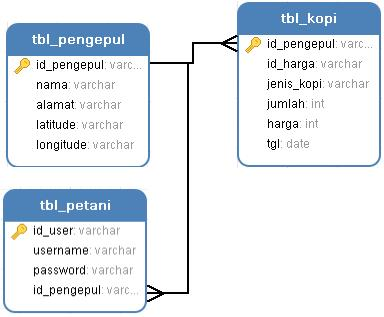 tbl_pengepul
id_pengepul: varc...
nama: varchar
alamat: varchar
latitude: varchar
longitude: varchar
tbl_kopi
id_pengepul: varc...
id_harga: varchar
jenis_kopi: varchar
jumlah: int
harga: int
tgl: date
tbl_petani
id_user: varchar
username: varchar
password: varchar
id_pengepul: varc...